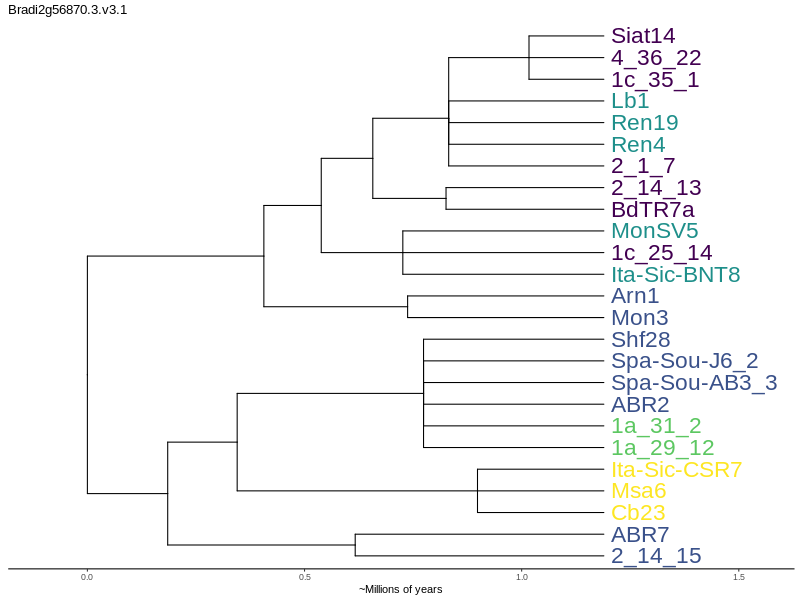 Bradi2g56870.3.v3.1
Siat14
4_36_22
1c_35_1
Lb1
Ren19
Ren4
2_1_7
2_14_13
BdTR7a
MonSV5
1c_25_14
Ita-Sic-BNT8
Arn1
Mon3
Shf28
Spa-Sou-J6_2
Spa-Sou-AB3_3
ABR2
1a_31_2
1a_29_12
Ita-Sic-CSR7
Msa6
Cb23
ABR7
2_14_15
0.0 0.5 1.0 1.5
~Millions of years